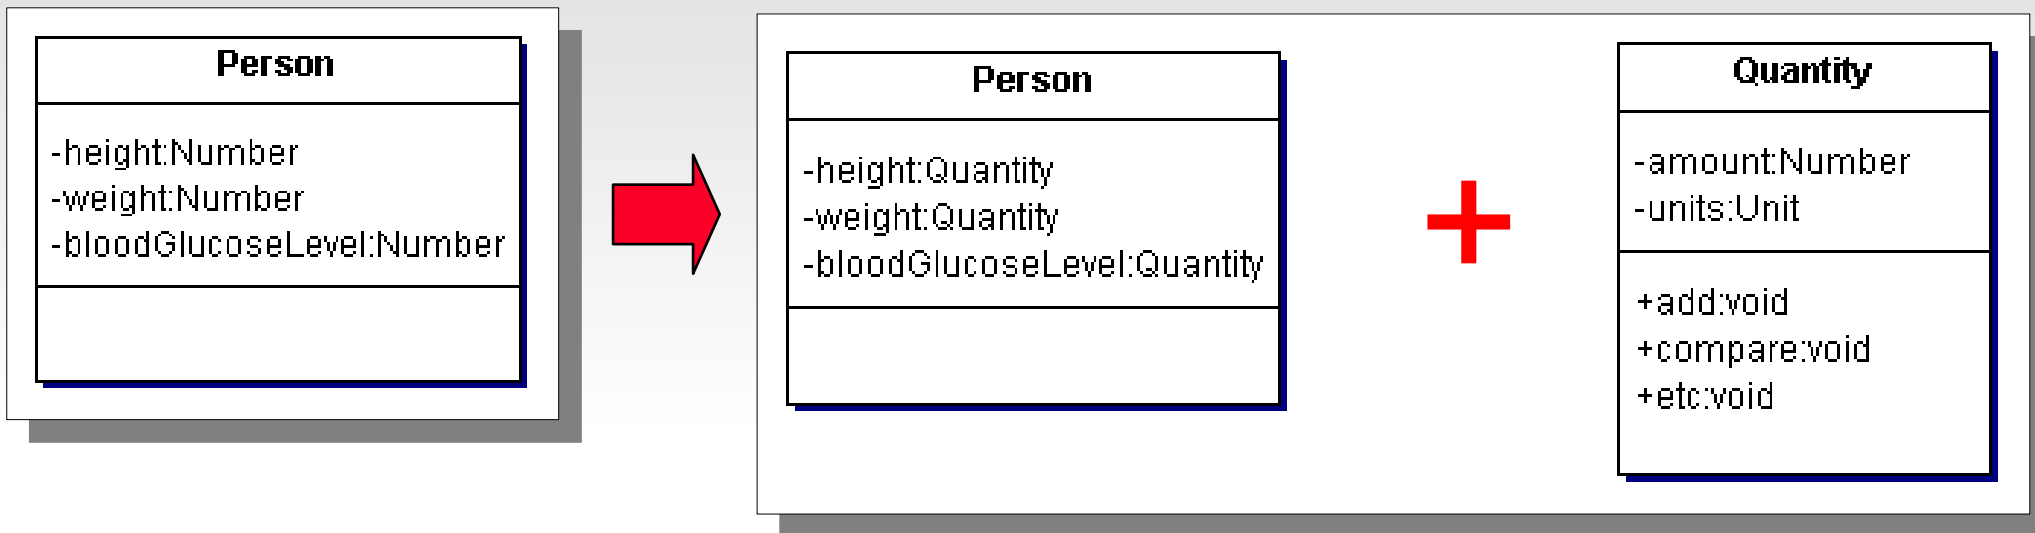 Person
-height:Number
-weight:Number
-bloodGlucoseLevel:Number
Person
-height:Quantity
-weight:Quantity
-bloodGlucoseLevel:Quantity
+
Quantity
-amount:Number
-units:Unit
+add:void
+compare:void
+etc:void